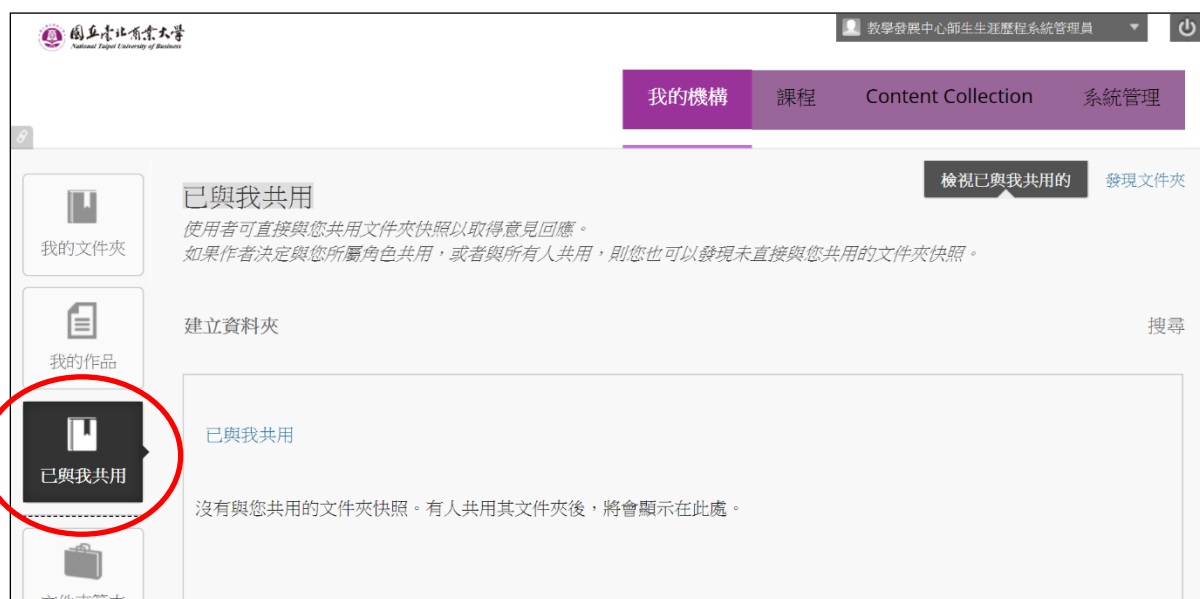 國立臺北商業大學
National Taipei University of Business
教學發展中心師生生涯歷程系統管理員
我的機構
課程
Content Collection
系統管理
檢視已與我共用的
發現文件夾
我的文件夾
已與我共用
使用者可直接與您共用文件夾快照以取得意見回應。
如果作者決定與您所屬角色共用，或者與所有人共用，則您也可以發現未直接與您共用的文件夾快照。
建立資料夾
搜尋
我的作品
已與我共用
已與我共用
沒有與您共用的文件夾快照。有人共用其文件夾後，將會顯示在此處。